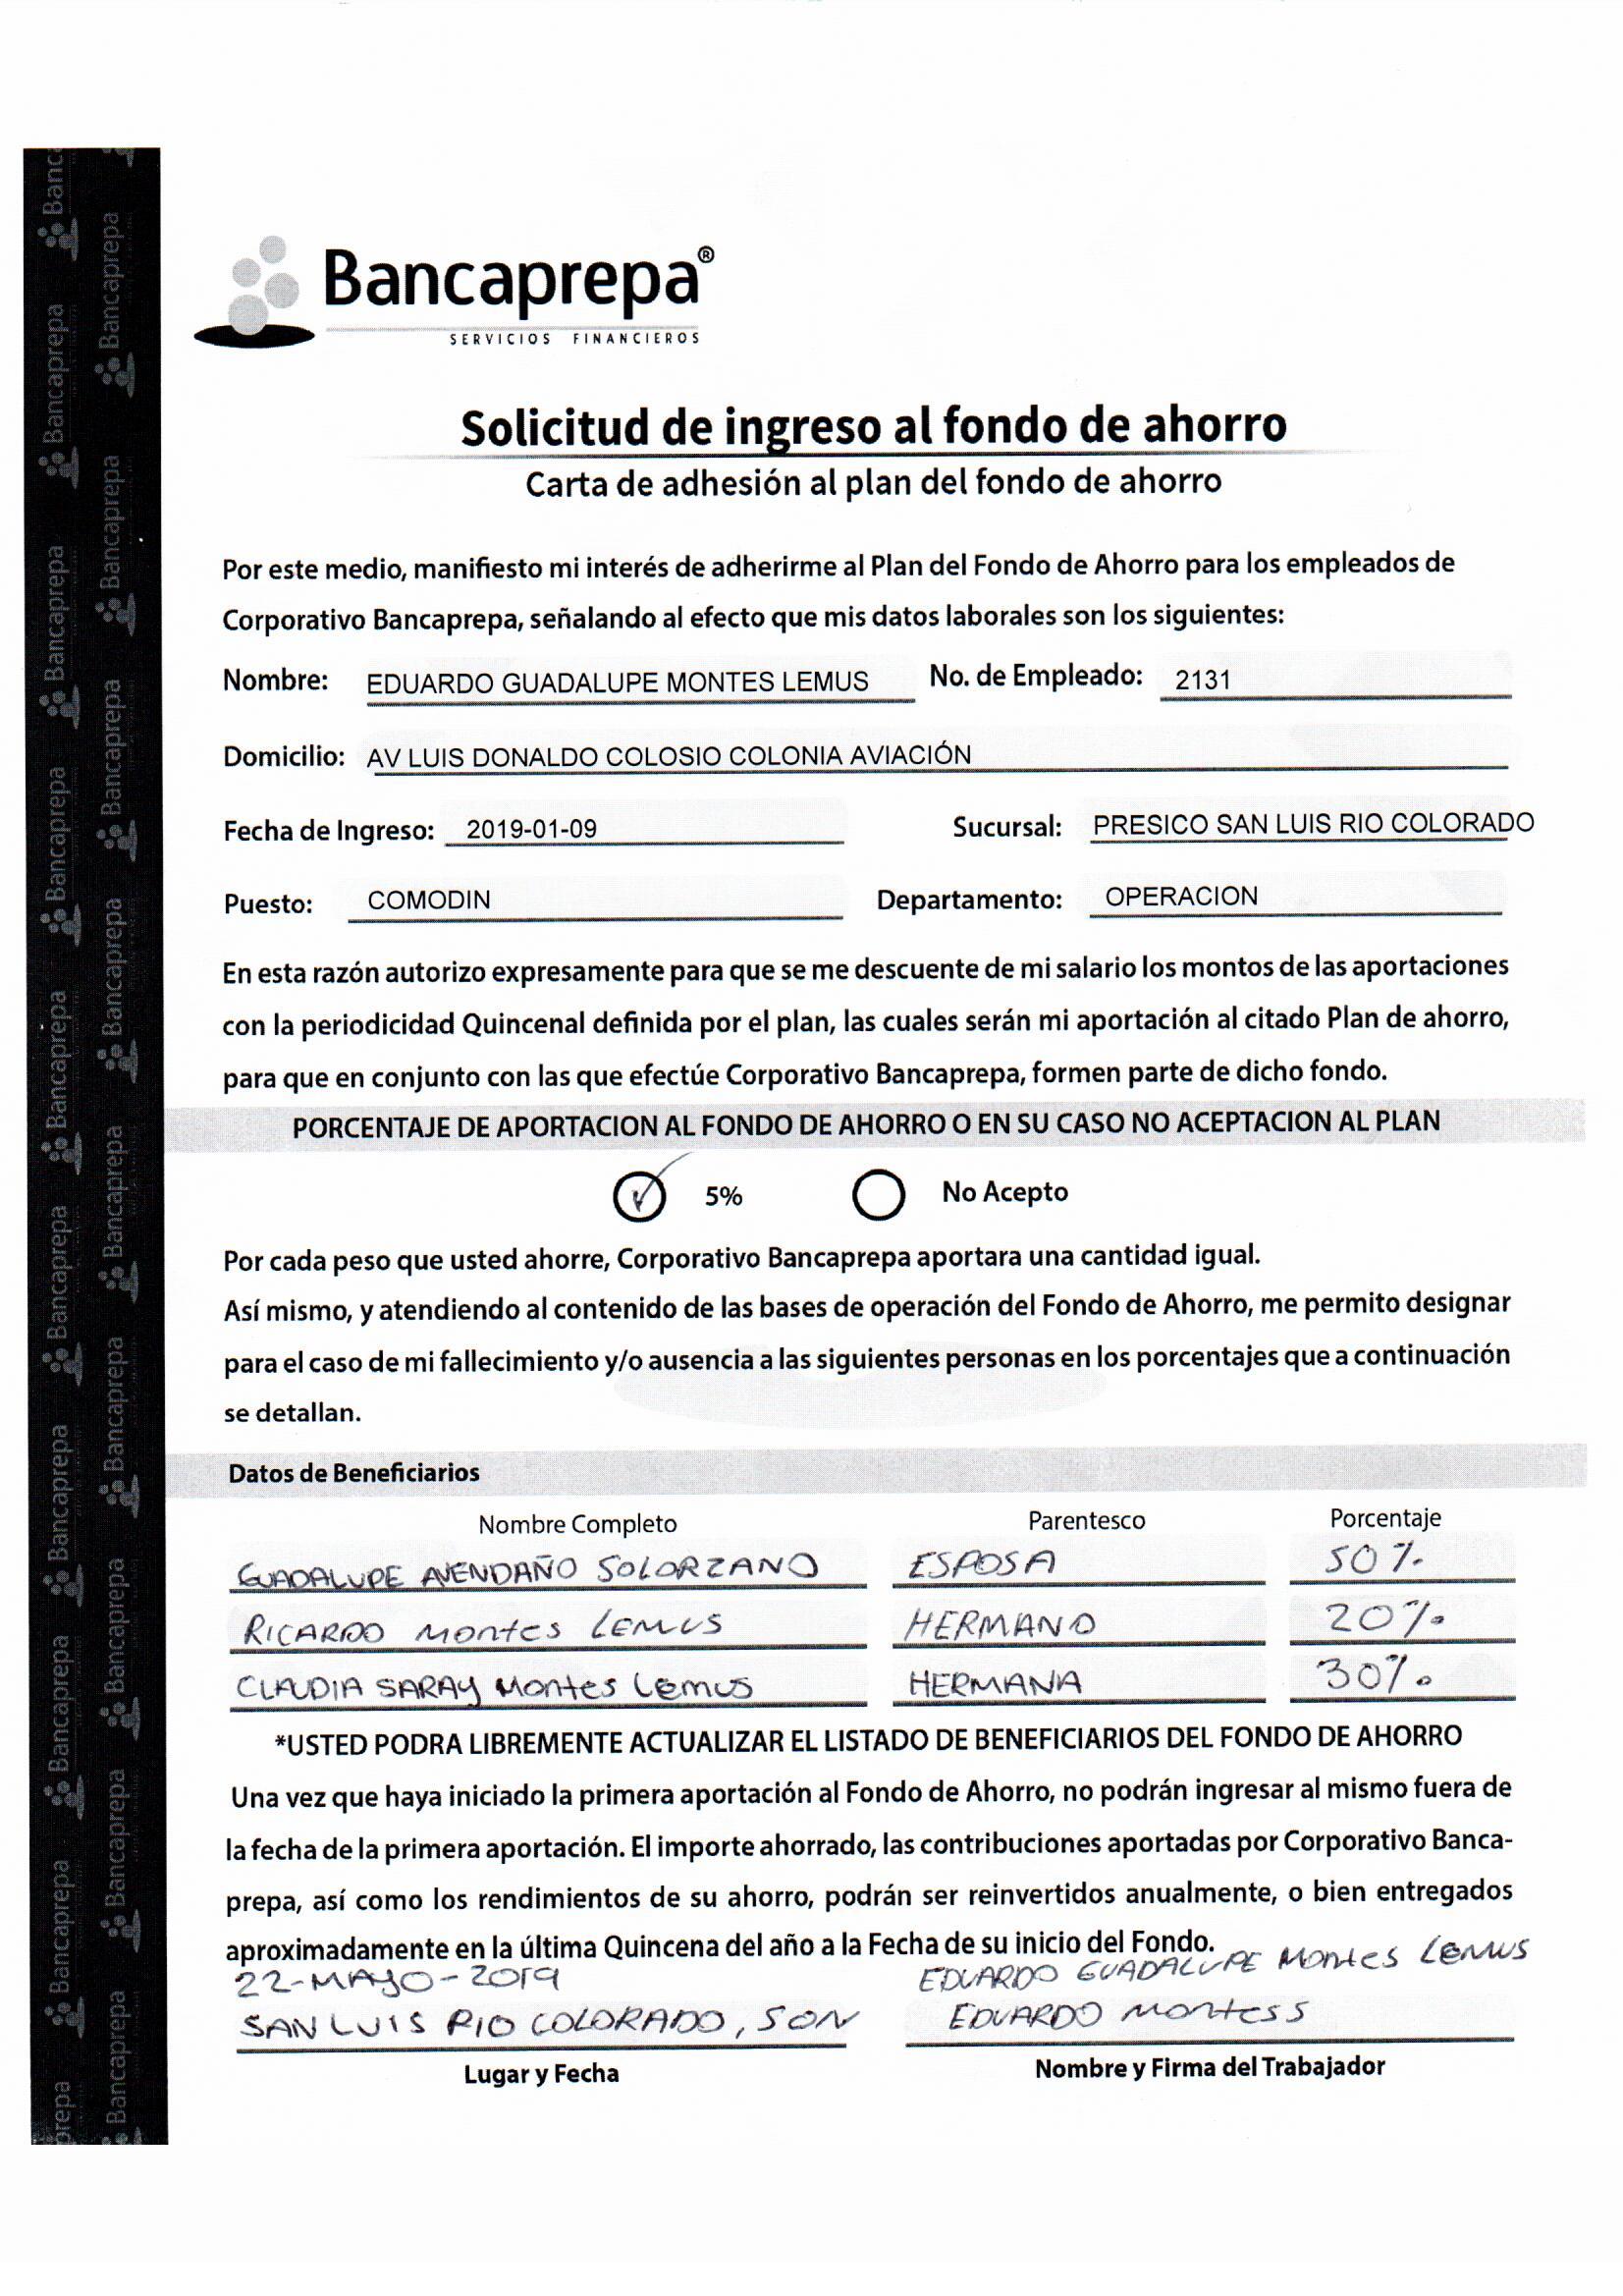 Bancaprepa®
SERVICIOS FINANCIEROS
Solicitud de ingreso al fondo de ahorro
Carta de adhesión al plan del fondo de ahorro
Por este medio, manifiesto mi interés de adherirme al Plan del Fondo de Ahorro para los empleados de
Corporativo Bancaprepa, señalando al efecto que mis datos laborales son los siguientes:
Nombre: EDUARDO GUADALUPE MONTES LEMUS No. de Empleado: 2131
Domicilio: AV LUIS DONALDO COLOSIO COLONIA AVIACIÓN
Fecha de Ingreso: 2019-01-09 Sucursal: PRESICO SAN LUIS RIO COLORADO
Puesto: COMODIN Departamento: OPERACION
En esta razón autorizo expresamente para que se me descuente de mi salario los montos de las aportaciones
con la periodicidad Quincenal definida por el plan, las cuales serán mi aportación al citado Plan de ahorro,
para que en conjunto con las que efectúe Corporativo Bancaprepa, formen parte de dicho fondo.
PORCENTAJE DE APORTACION AL FONDO DE AHORRO O EN SU CASO NO ACEPTACION AL PLAN
5% No Acepto
Por cada peso que usted ahorre, Corporativo Bancaprepa aportara una cantidad igual.
Así mismo, y atendiendo al contenido de las bases de operación del Fondo de Ahorro, me permito designar
para el caso de mi fallecimiento y/o ausencia a las siguientes personas en los porcentajes que a continuación
se detallan.
Datos de Beneficiarios
Nombre Completo Parentesco Porcentaje
GUADALUPE AVENDAÑO SOLORZANO ESPOSA 50%
RICARDO Montes LEMUS HERMANO 20%
CLAUDIA SARAY Montes Lemus HERMANA 30%
*USTED PODRA LIBREMENTE ACTUALIZAR EL LISTADO DE BENEFICIARIOS DEL FONDO DE AHORRO
Una vez que haya iniciado la primera aportación al Fondo de Ahorro, no podrán ingresar al mismo fuera de
la fecha de la primera aportación. El importe ahorrado, las contribuciones aportadas por Corporativo Banca-
prepa, así como los rendimientos de su ahorro, podrán ser reinvertidos anualmente, o bien entregados
aproximadamente en la última Quincena del año a la Fecha de su inicio del Fondo.
22-MAYO-2019 EDUARDO GUADALUPE Montes LEMUS
SAN LUIS RIO COLORADO, SON EDUARDO Montess
Lugar y Fecha Nombre y Firma del Trabajador